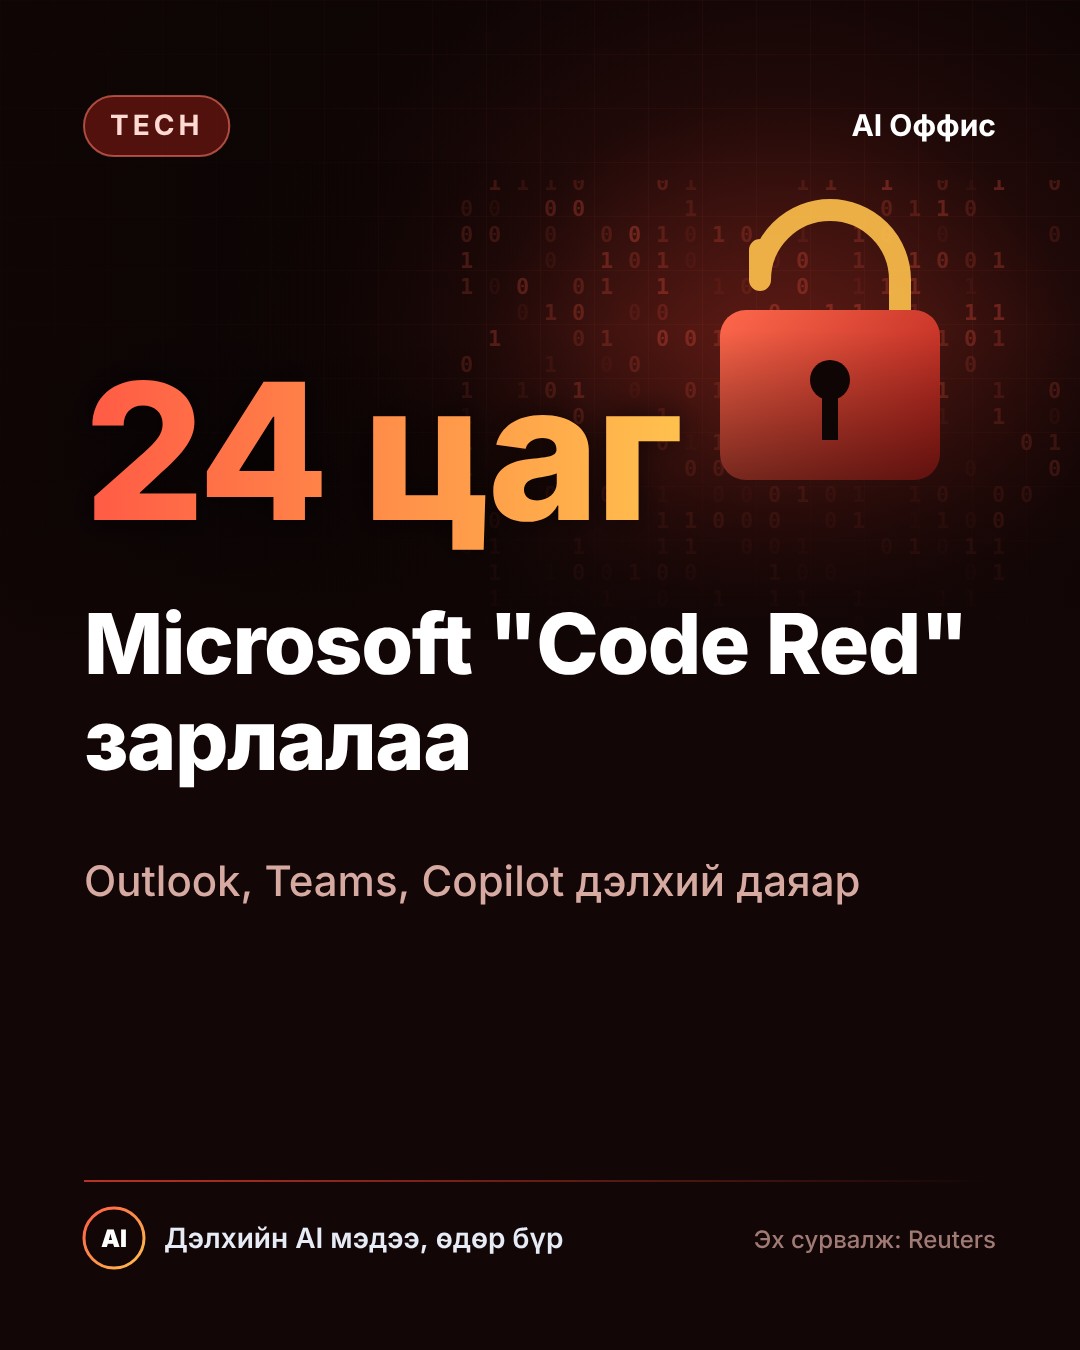 TECH
AI Оффис
24 цаг
Microsoft "Code Red"
зарлалаа
Outlook, Teams, Copilot дэлхий даяар
AI
Дэлхийн AI мэдээ, өдөр бүр
Эх сурвалж: Reuters